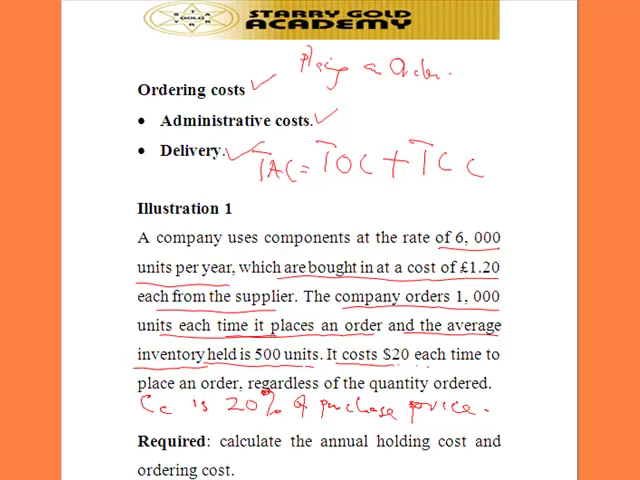 STARRY GOLD
ACADEMY
STAR
GOLD
Placing an Order.
Ordering costs
• Administrative costs.
• Delivery.
TAC = TOC + TCC
Illustration 1
A company uses components at the rate of 6, 000
units per year, which are bought in at a cost of £1.20
each from the supplier. The company orders 1, 000
units each time it places an order and the average
inventory held is 500 units. It costs $20 each time to
place an order, regardless of the quantity ordered.
Cc is 20% of purchase price.
Required: calculate the annual holding cost and
ordering cost.